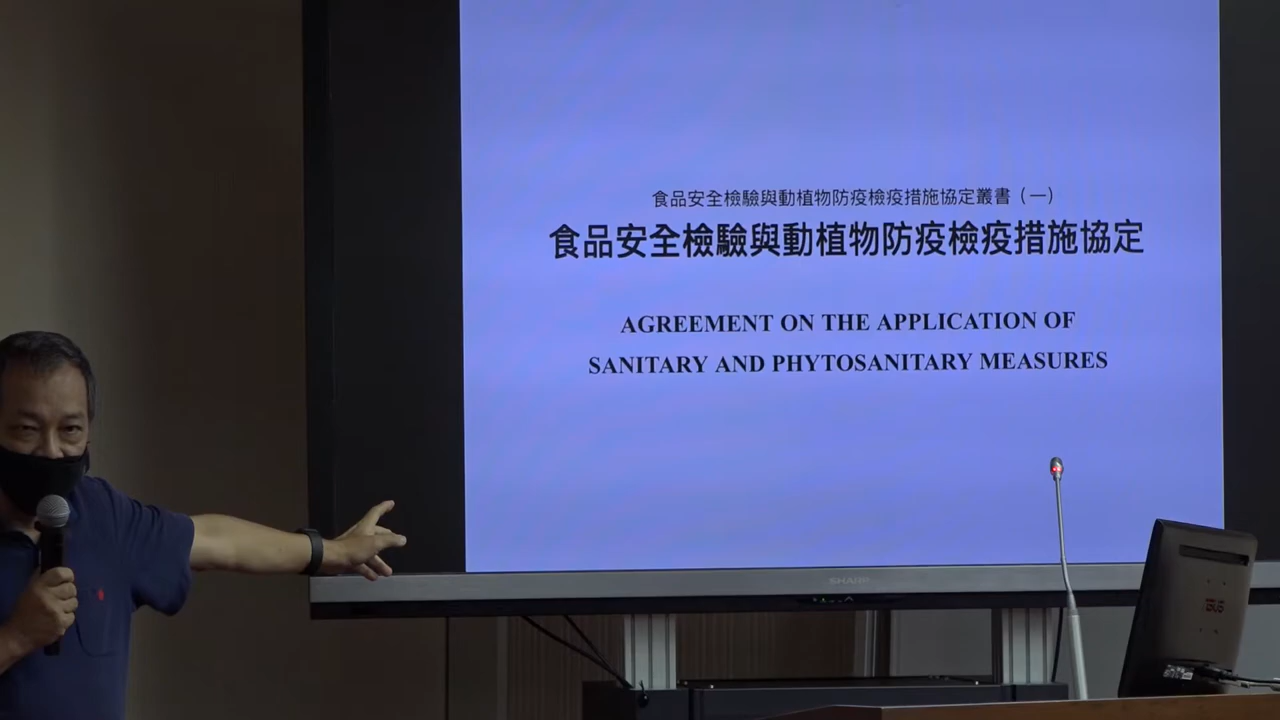 食品安全檢驗與動植物防疫檢疫措施協定叢書（一）
食品安全檢驗與動植物防疫檢疫措施協定
AGREEMENT ON THE APPLICATION OF
SANITARY AND PHYTOSANITARY MEASURES
SHARP
ASUS